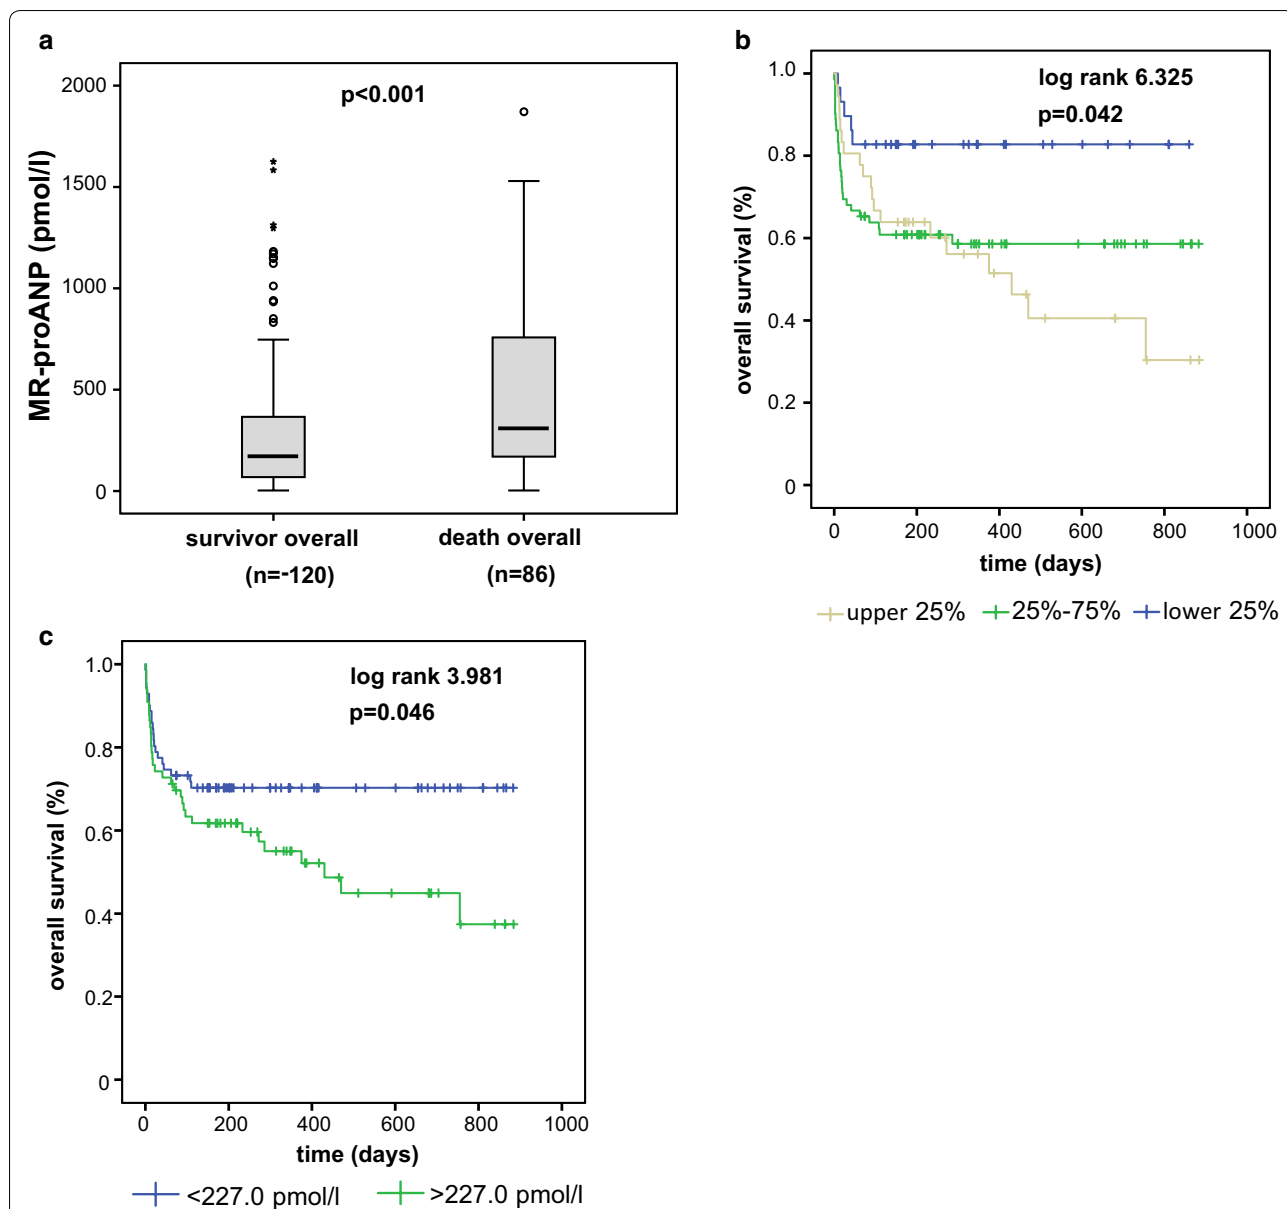 a
p<0.001
MR-proANP (pmol/l)
2000
1500
1000
500
0
survivor overall
(n=-120)
death overall
(n=86)
b
log rank 6.325
p=0.042
overall survival (%)
1.0
0.8
0.6
0.4
0.2
0
0 200 400 600 800 1000
time (days)
upper 25% 25%-75% lower 25%
c
log rank 3.981
p=0.046
overall survival (%)
1.0
0.8
0.6
0.4
0.2
0
0 200 400 600 800 1000
time (days)
<227.0 pmol/l >227.0 pmol/l